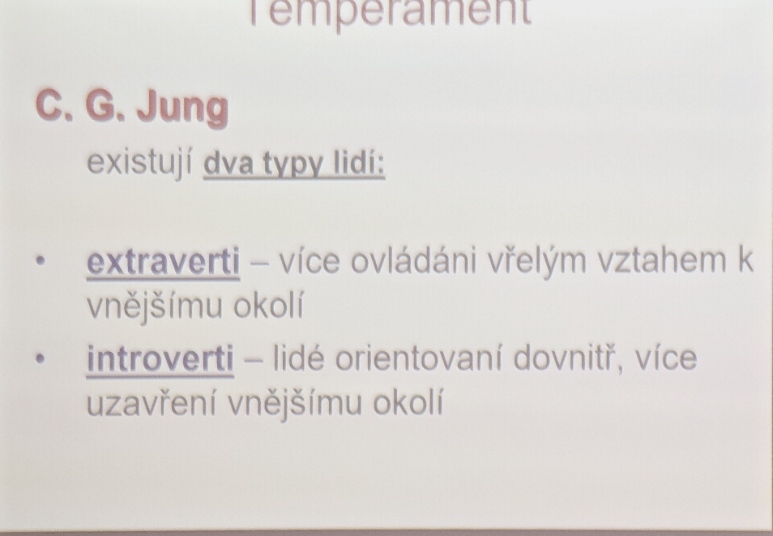 Temperament
C. G. Jung
existují dva typy lidí:
• extraverti – více ovládáni vřelým vztahem k
vnějšímu okolí
• introverti – lidé orientovaní dovnitř, více
uzavření vnějšímu okolí